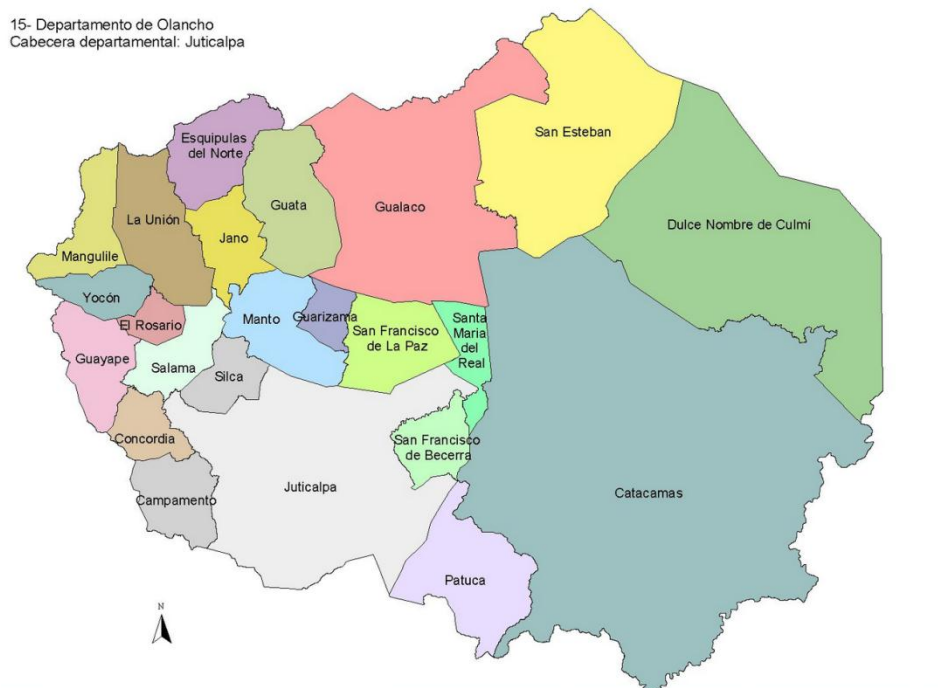 15- Departamento de Olancho
Cabecera departamental: Juticalpa
Esquipulas
del Norte
San Esteban
La Unión
Guata
Gualaco
Dulce Nombre de Culmí
Jano
Mangulile
Yocón
El Rosario
Manto
Guarizama
San Francisco
de La Paz
Santa
Maria
del
Real
Guayape
Salama
Silca
Concordia
San Francisco
de Becerra
Campamento
Juticalpa
Catacamas
Patuca
N